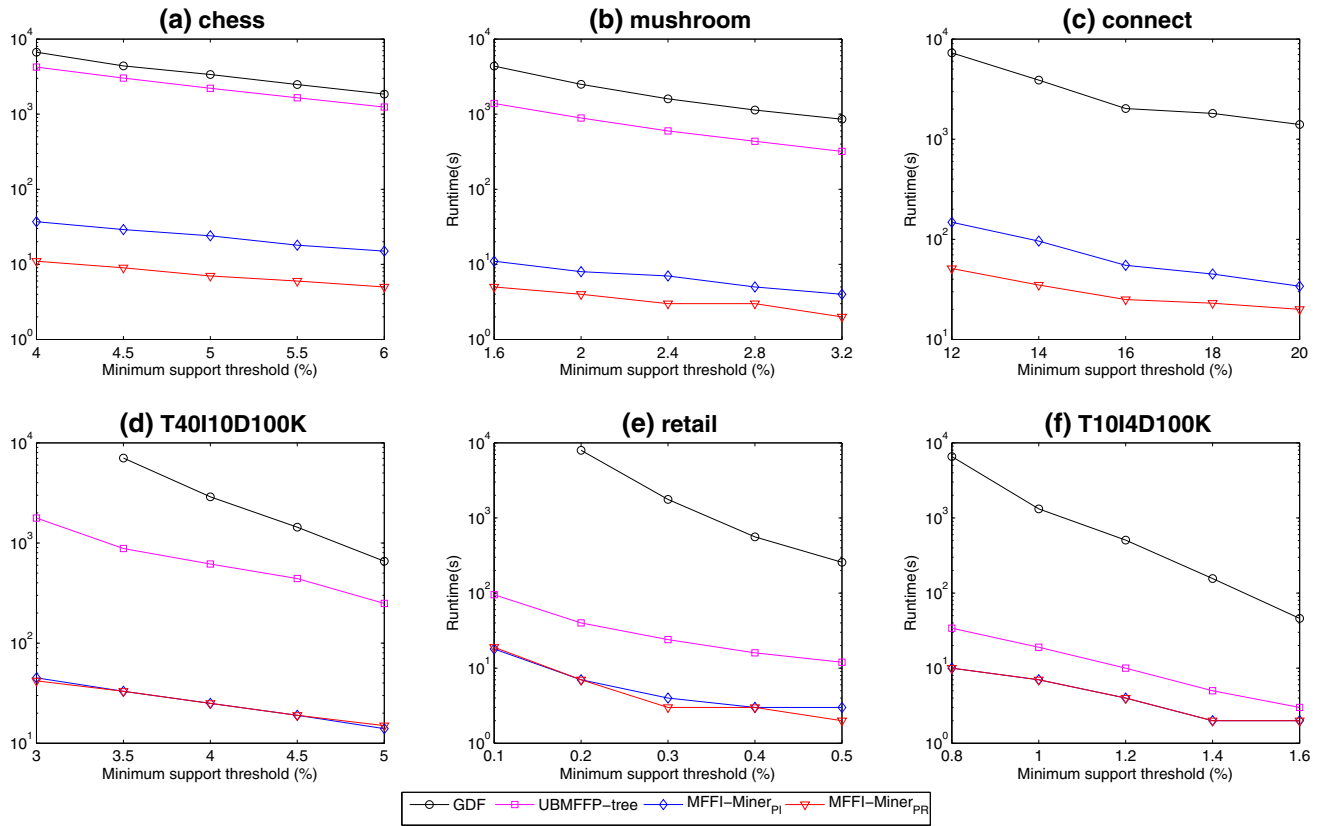 (a) chess
10^4
10^3
10^2
10^1
10^0
4 4.5 5 5.5 6
Minimum support threshold (%)
(b) mushroom
Runtime(s)
10^4
10^3
10^2
10^1
10^0
1.6 2 2.4 2.8 3.2
Minimum support threshold (%)
(c) connect
10^4
10^3
10^2
10^1
12 14 16 18 20
Minimum support threshold (%)
(d) T40I10D100K
10^4
10^3
10^2
10^1
3 3.5 4 4.5 5
Minimum support threshold (%)
(e) retail
Runtime(s)
10^4
10^3
10^2
10^1
10^0
0.1 0.2 0.3 0.4 0.5
Minimum support threshold (%)
(f) T10I4D100K
Runtime(s)
10^4
10^3
10^2
10^1
10^0
0.8 1 1.2 1.4 1.6
Minimum support threshold (%)
GDF UBMFFP-tree MFFI-Miner_PI MFFI-Miner_PR